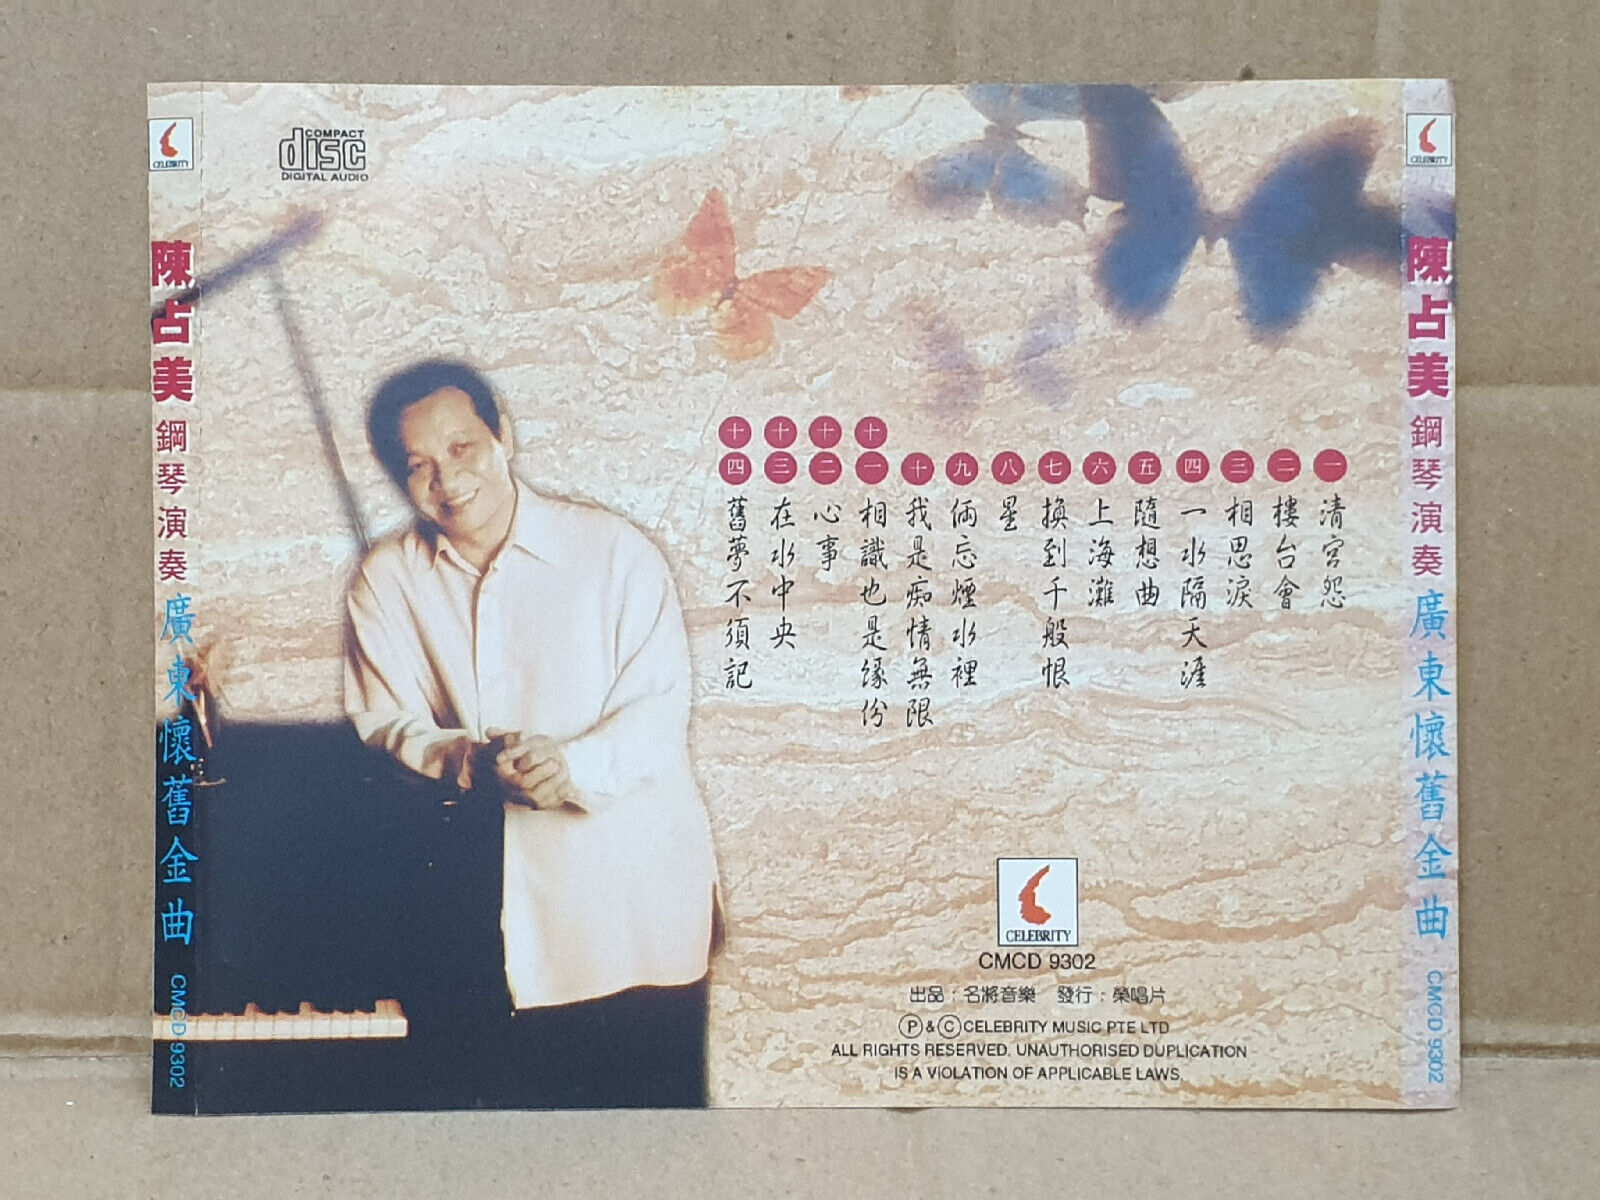 CELEBRITY
陳占美 鋼琴演奏 廣東懷舊金曲 CMCD 9302
COMPACT
disc
DIGITAL AUDIO
一 清宮怨
二 樓台會
三 相思淚
四 一水隔天涯
五 隨想曲
六 上海灘
七 換到千般恨
八 星
九 倆忘煙水裡
十 我是痴情無限
十一 相識也是緣份
十二 心事
十三 在水中央
十四 舊夢不須記
CELEBRITY
CMCD 9302
出品：名將音樂 發行：榮唱片
Ⓟ & Ⓒ CELEBRITY MUSIC PTE LTD
ALL RIGHTS RESERVED. UNAUTHORISED DUPLICATION
IS A VIOLATION OF APPLICABLE LAWS.
CELEBRITY
陳占美 鋼琴演奏 廣東懷舊金曲 CMCD 9302